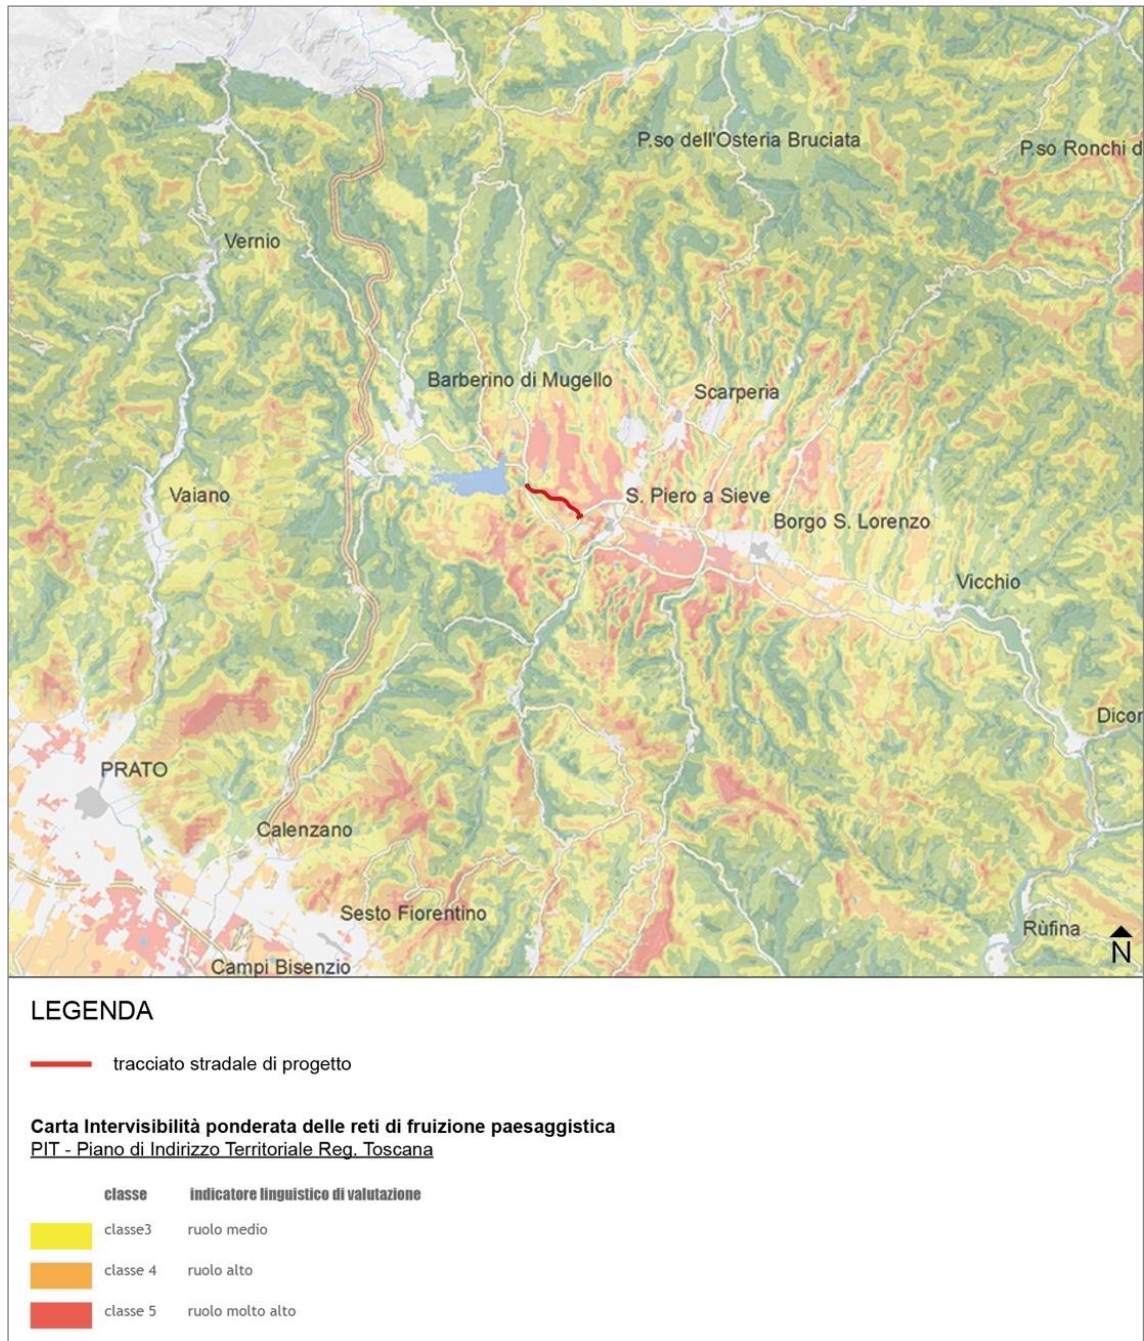 P.so dell'Osteria Bruciata
P.so Ronchi d
Vernio
Barberino di Mugello
Scarperia
Vaiano
S. Piero a Sieve
Borgo S. Lorenzo
Vicchio
Dicor
PRATO
Calenzano
Sesto Fiorentino
Rùfina
Campi Bisenzio
N
LEGENDA
tracciato stradale di progetto
Carta Intervisibilità ponderata delle reti di fruizione paesaggistica
PIT - Piano di Indirizzo Territoriale Reg. Toscana
classe indicatore linguistico di valutazione
classe3 ruolo medio
classe 4 ruolo alto
classe 5 ruolo molto alto